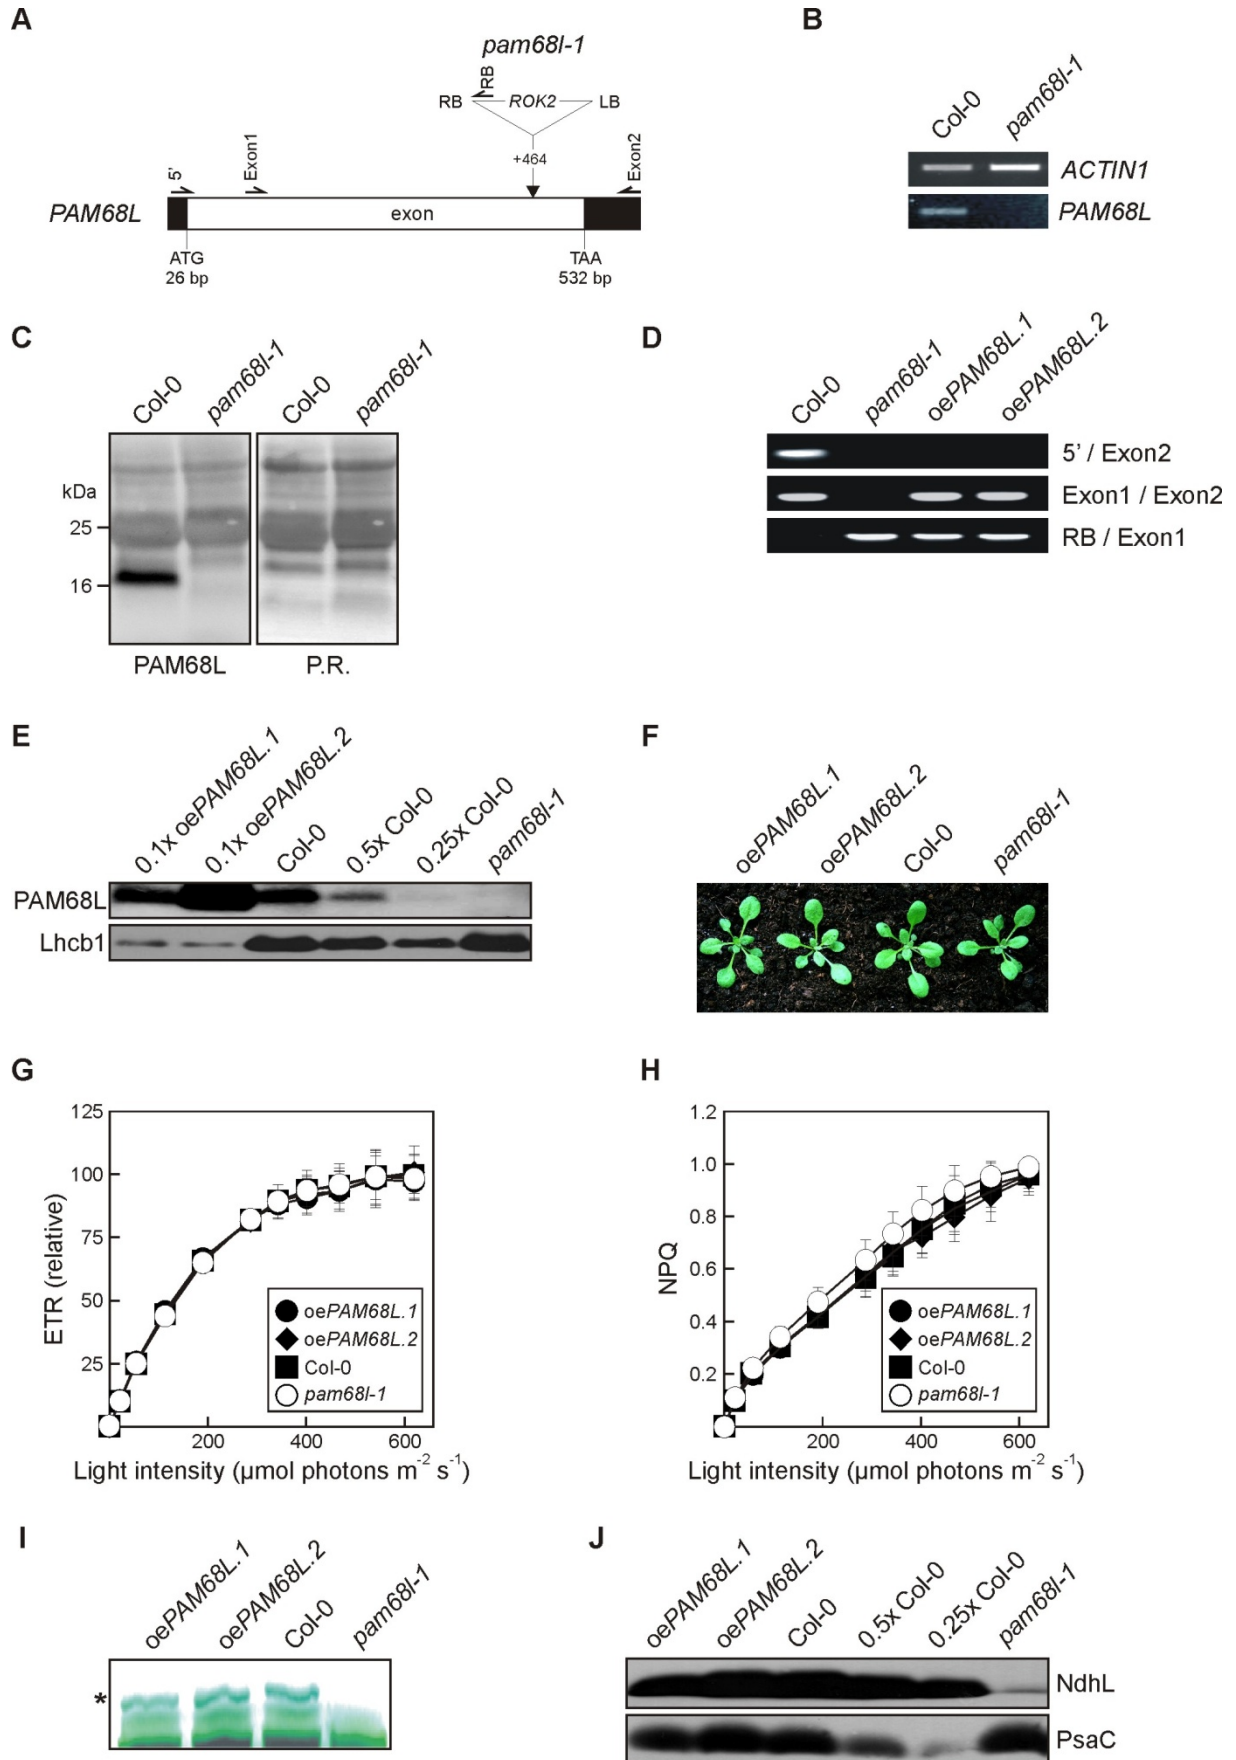 A
pam68l-1
RB
RB
ROK2
LB
5'
Exon1
+464
Exon2
PAM68L
exon
ATG
26 bp
TAA
532 bp
B
Col-0
pam68l-1
ACTIN1
PAM68L
C
Col-0
pam68l-1
Col-0
pam68l-1
kDa
25
16
PAM68L
P.R.
D
Col-0
pam68l-1
oePAM68L.1
oePAM68L.2
5' / Exon2
Exon1 / Exon2
RB / Exon1
E
0.1x oePAM68L.1
0.1x oePAM68L.2
Col-0
0.5x Col-0
0.25x Col-0
pam68l-1
PAM68L
Lhcb1
F
oePAM68L.1
oePAM68L.2
Col-0
pam68l-1
G
125
100
75
50
25
ETR (relative)
oePAM68L.1
oePAM68L.2
Col-0
pam68l-1
200 400 600
Light intensity (µmol photons m⁻² s⁻¹)
H
1.2
1.0
0.8
0.6
0.4
0.2
NPQ
oePAM68L.1
oePAM68L.2
Col-0
pam68l-1
200 400 600
Light intensity (µmol photons m⁻² s⁻¹)
I
oePAM68L.1
oePAM68L.2
Col-0
pam68l-1
*
J
oePAM68L.1
oePAM68L.2
Col-0
0.5x Col-0
0.25x Col-0
pam68l-1
NdhL
PsaC